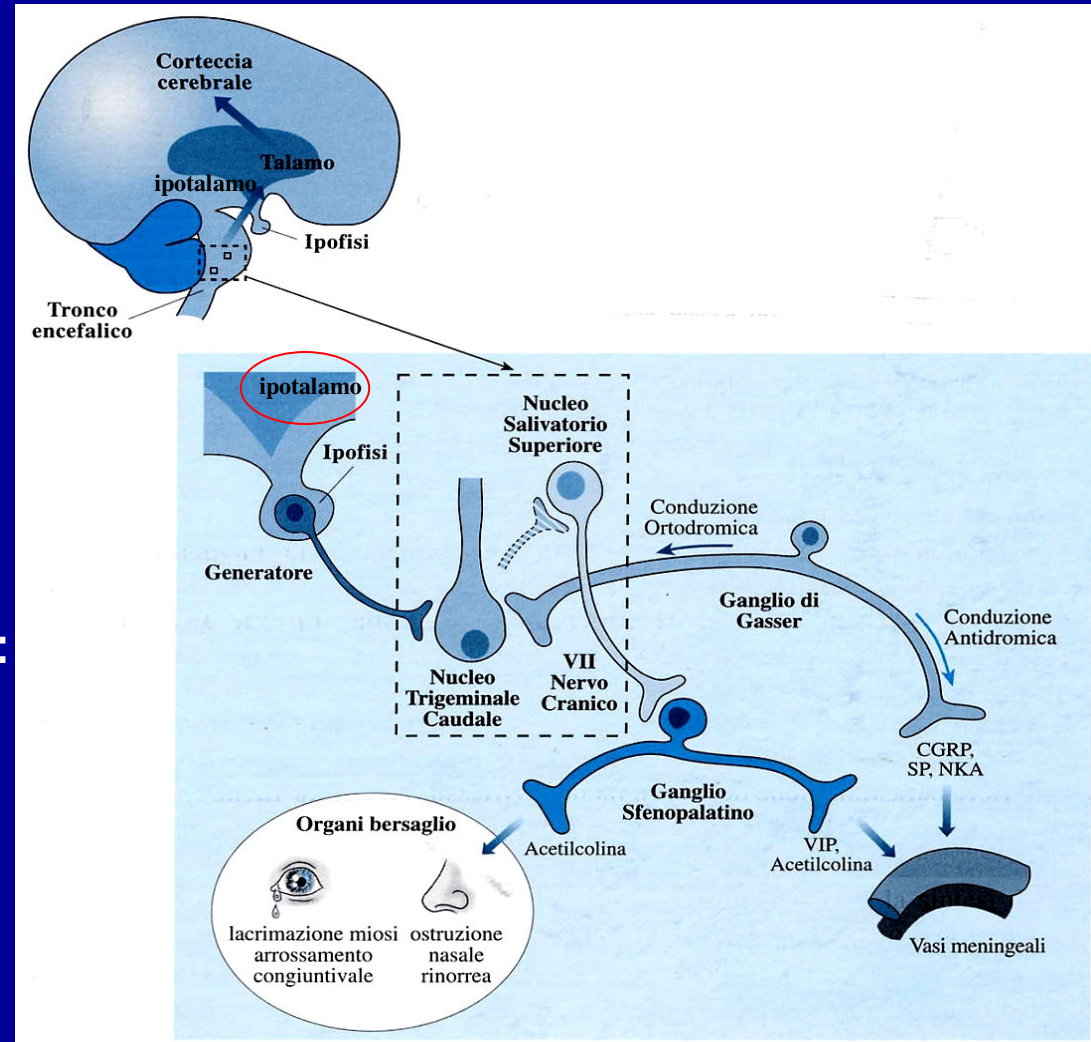 Corteccia
cerebrale
Talamo
ipotalamo
Ipofisi
Tronco
encefalico
ipotalamo
Ipofisi
Generatore
Nucleo
Salivatorio
Superiore
Conduzione
Ortodromica
Ganglio di
Gasser
Conduzione
Antidromica
:
Nucleo
Trigeminale
Caudale
VII
Nervo
Cranico
CGRP,
SP, NKA
Ganglio
Sfenopalatino
Organi bersaglio
Acetilcolina
VIP,
Acetilcolina
lacrimazione miosi
arrossamento
congiuntivale
ostruzione
nasale
rinorrea
Vasi meningeali